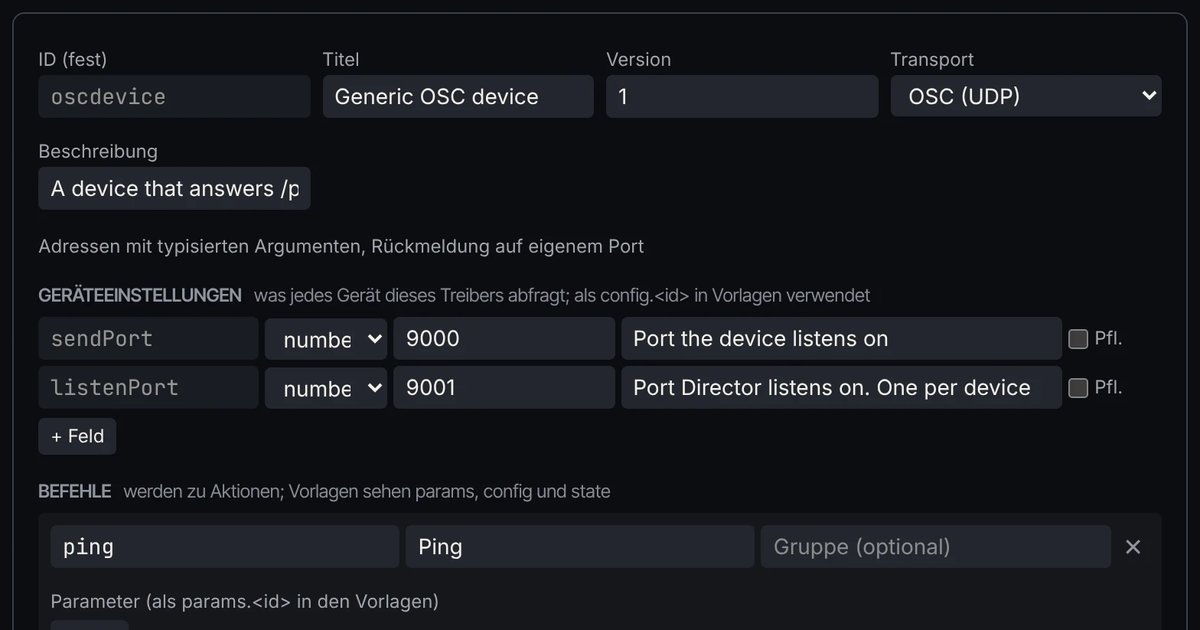 ID (fest) Titel Version Transport
oscdevice Generic OSC device 1 OSC (UDP)
Beschreibung
A device that answers /p
Adressen mit typisierten Argumenten, Rückmeldung auf eigenem Port
GERÄTEEINSTELLUNGEN was jedes Gerät dieses Treibers abfragt; als config.<id> in Vorlagen verwendet
sendPort numbe 9000 Port the device listens on Pfl.
listenPort numbe 9001 Port Director listens on. One per device Pfl.
+ Feld
BEFEHLE werden zu Aktionen; Vorlagen sehen params, config und state
ping Ping Gruppe (optional) ×
Parameter (als params.<id> in den Vorlagen)